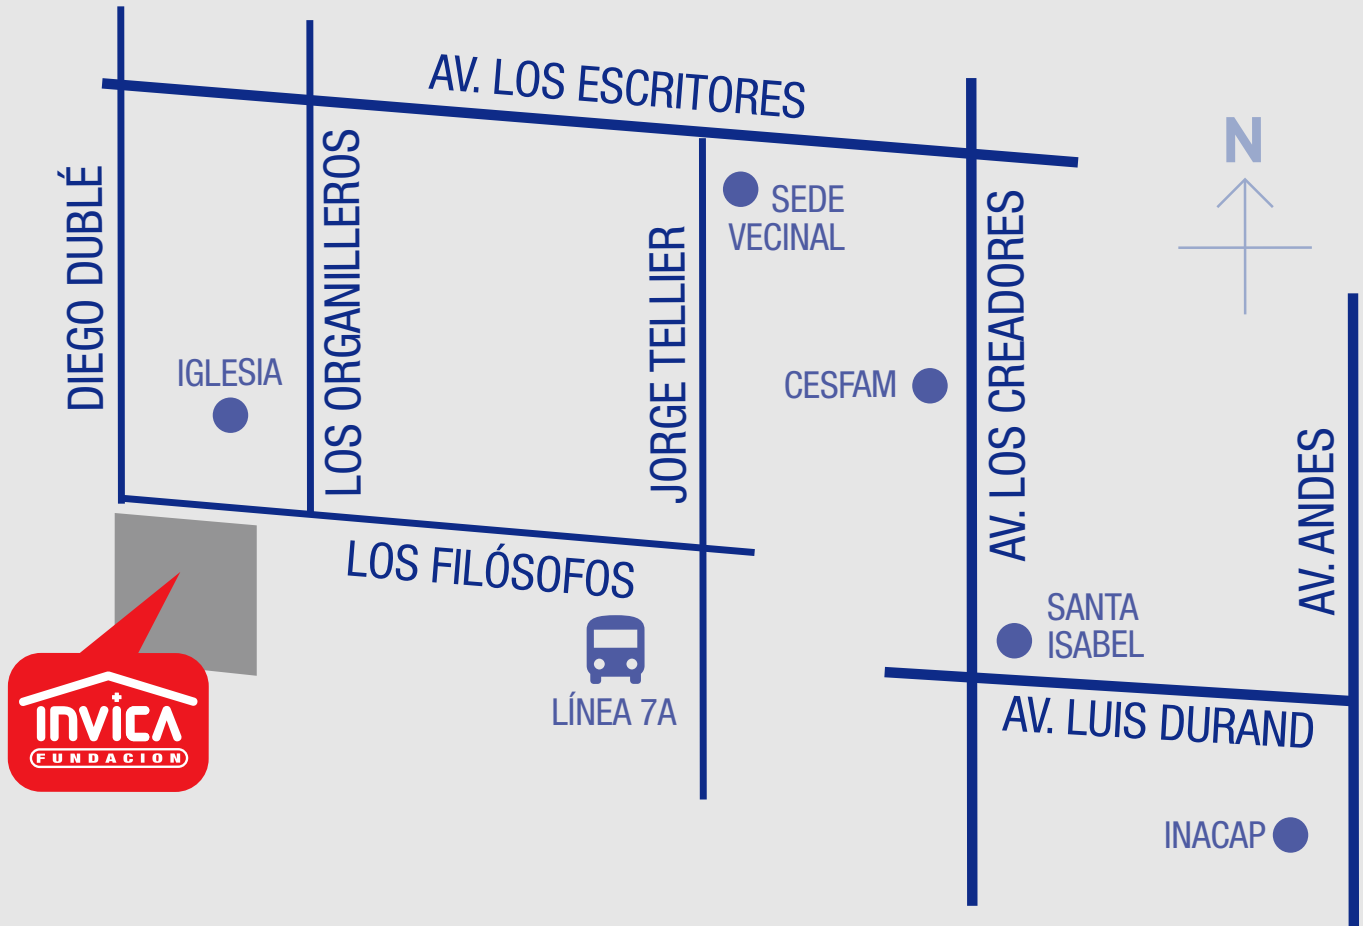 AV. LOS ESCRITORES
N
DIEGO DUBLÉ
LOS ORGANILLEROS
JORGE TELLIER
SEDE
VECINAL
AV. LOS CREADORES
IGLESIA
CESFAM
AV. ANDES
LOS FILÓSOFOS
SANTA
ISABEL
LÍNEA 7A
AV. LUIS DURAND
INVICA
FUNDACION
INACAP